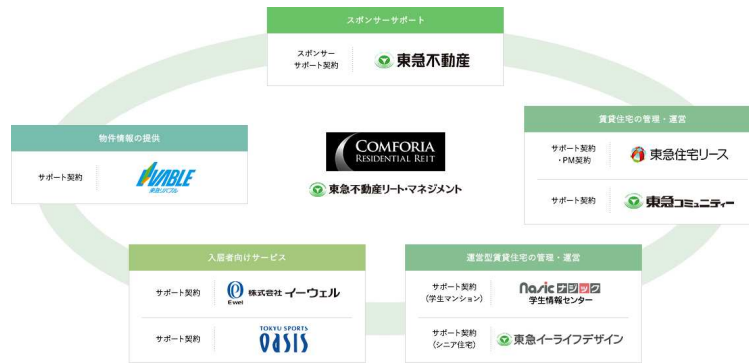 スポンサーサポート
スポンサー
サポート契約
東急不動産
物件情報の提供
サポート契約
LIVABLE
東急リバブル
COMFORIA
RESIDENTIAL REIT
東急不動産リート・マネジメント
賃貸住宅の管理・運営
サポート契約
・PM契約
東急住宅リース
サポート契約
東急コミュニティー
入居者向けサービス
サポート契約
Ewel
株式会社イーウェル
サポート契約
TOKYU SPORTS
OASIS
運営型賃貸住宅の管理・運営
サポート契約
(学生マンション)
nasic ナジック
学生情報センター
サポート契約
(シニア住宅)
東急イーライフデザイン